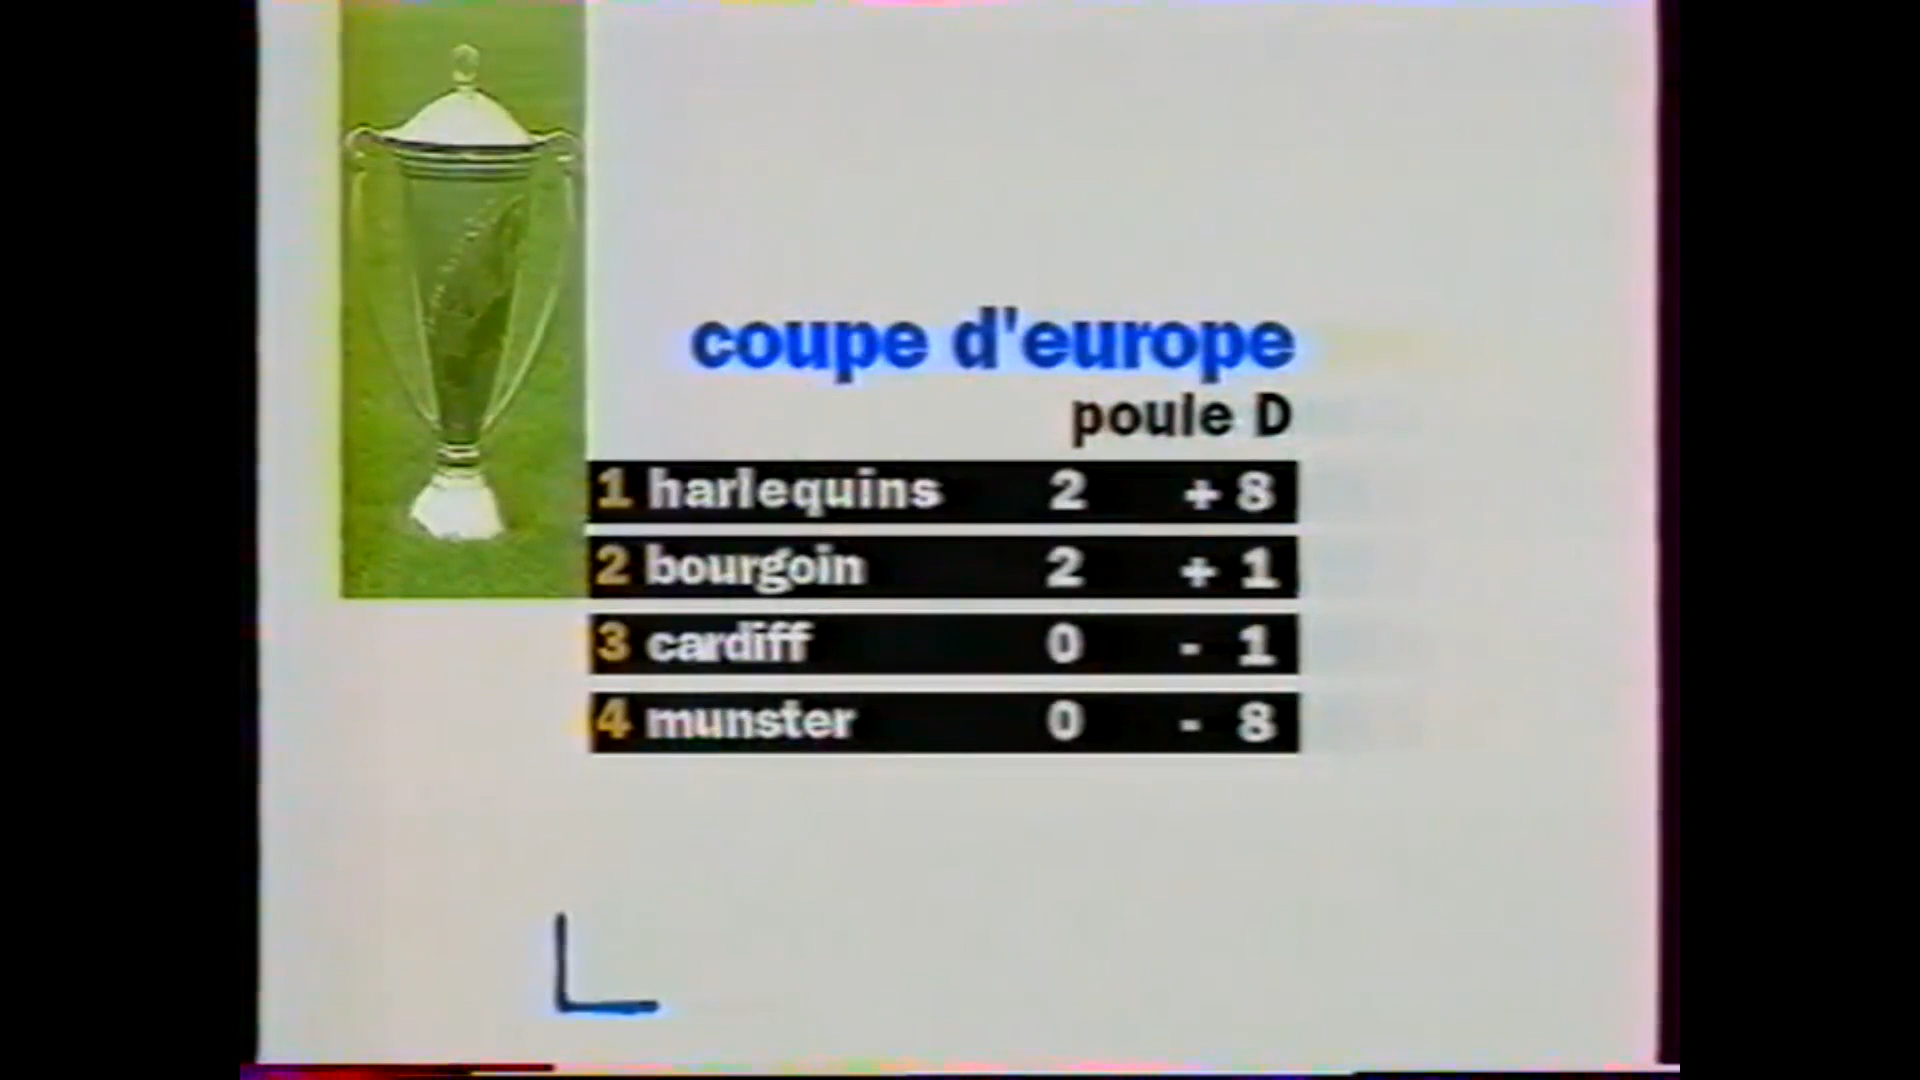 coupe d'europe
poule D
1 harlequins 2 + 8
2 bourgoin 2 + 1
3 cardiff 0 - 1
4 munster 0 - 8